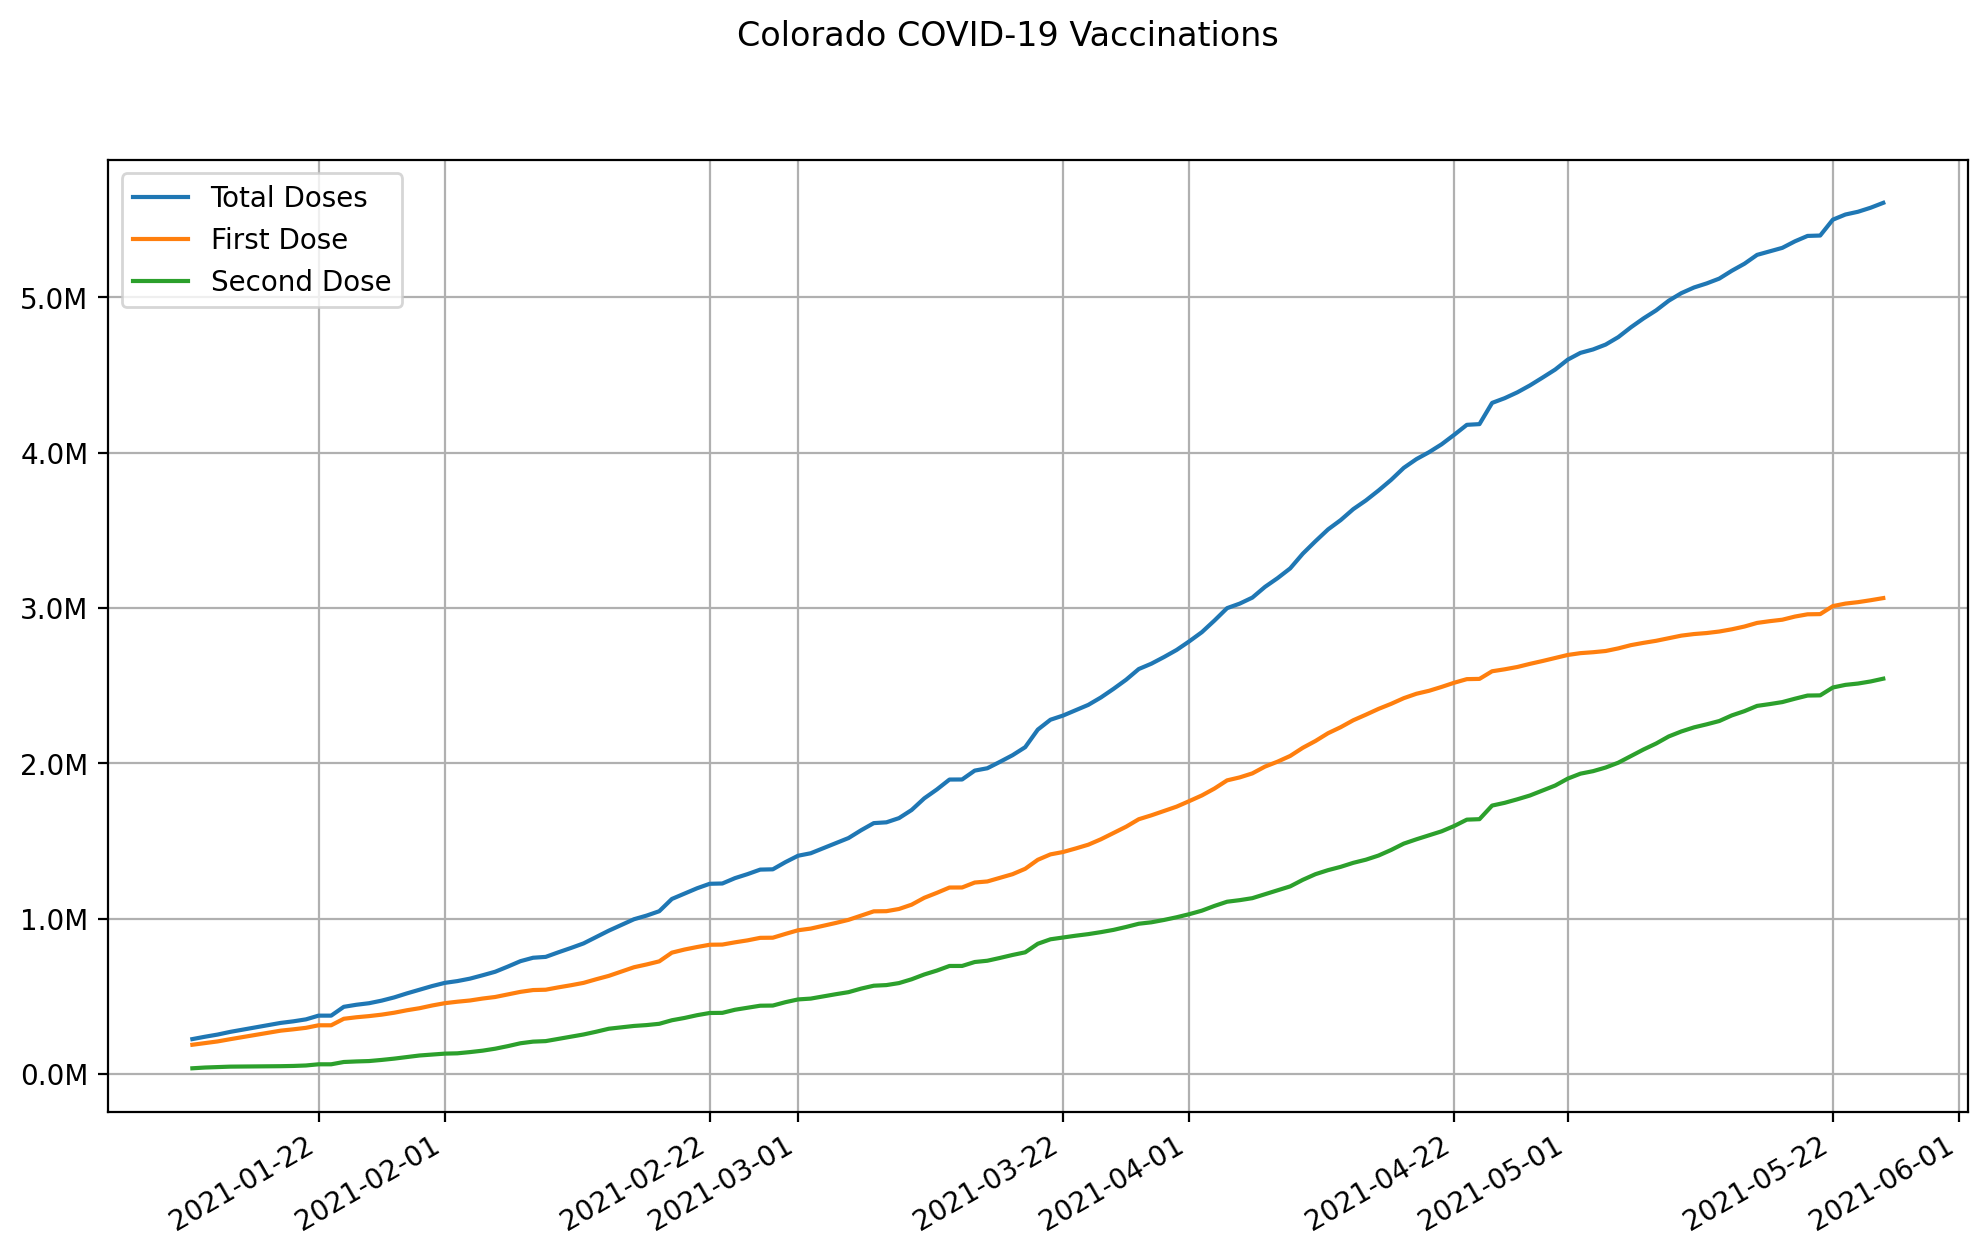 Colorado COVID-19 Vaccinations
Total Doses
First Dose
Second Dose
5.0M
4.0M
3.0M
2.0M
1.0M
0.0M
2021-01-22
2021-02-01
2021-02-22
2021-03-01
2021-03-22
2021-04-01
2021-04-22
2021-05-01
2021-05-22
2021-06-01